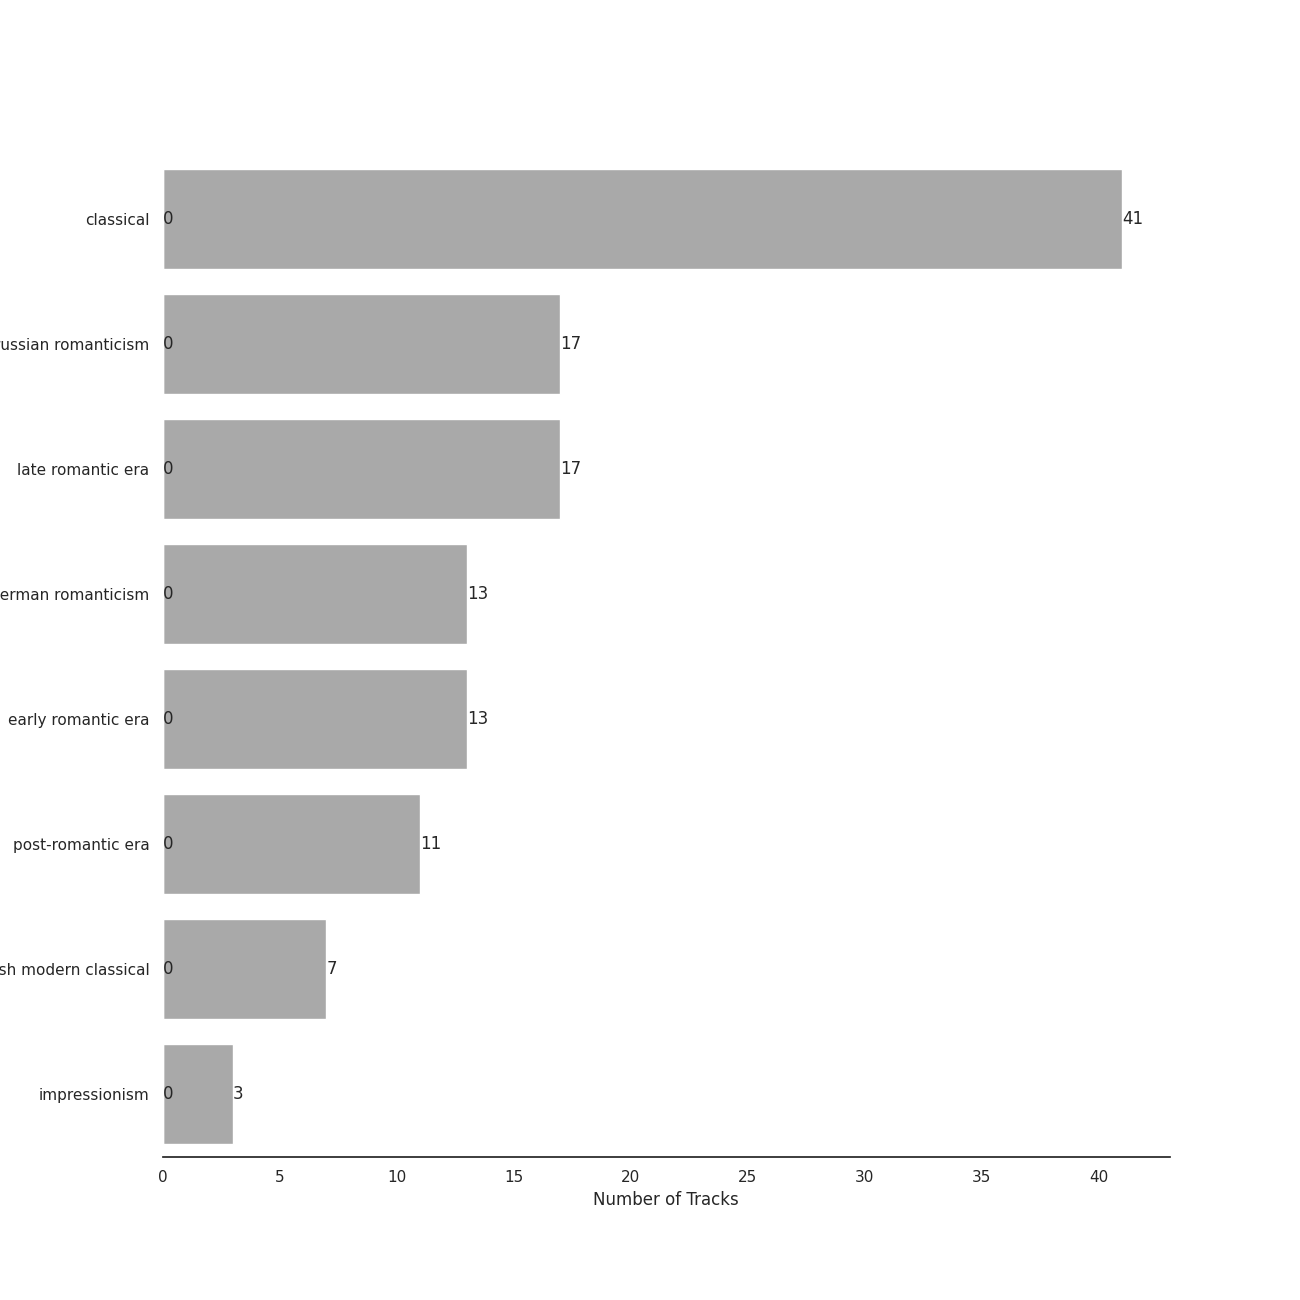 classical 0 41
russian romanticism 0 17
late romantic era 0 17
erman romanticism 0 13
early romantic era 0 13
post-romantic era 0 11
sh modern classical 0 7
impressionism 0 3
0 5 10 15 20 25 30 35 40
Number of Tracks